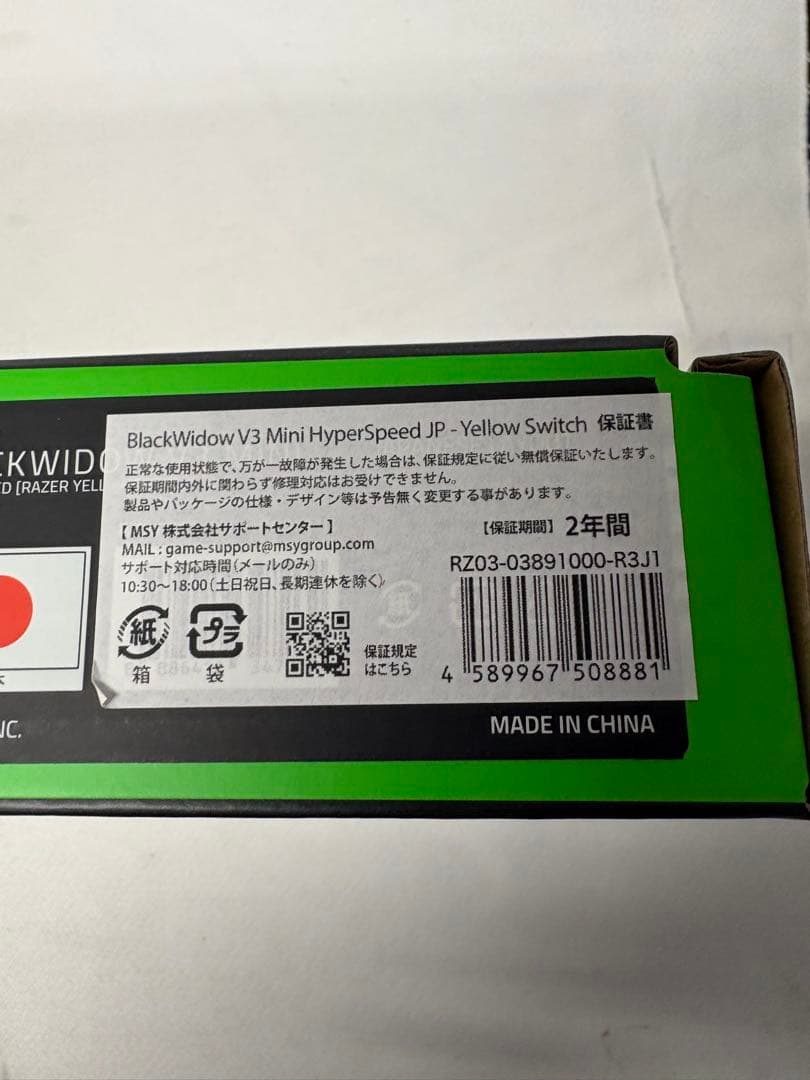 BlackWidow V3 Mini HyperSpeed JP - Yellow Switch 保証書
正常な使用状態で、万が一故障が発生した場合は、保証規定に従い無償保証いたします。
保証期間内外に関わらず修理対応はお受けできません。
製品やパッケージの仕様・デザイン等は予告無く変更する事があります。
【 MSY 株式会社サポートセンター 】
MAIL : game-support@msygroup.com
サポート対応時間（メールのみ）
10:30～18:00（土日祝日、長期連休を除く）
【保証期間】 2年間
RZ03-03891000-R3J1
紙
箱
プラ
袋
保証規定
はこちら
4 589967 508881
CKWIDO
ED [RAZER YELL
NC.
MADE IN CHINA